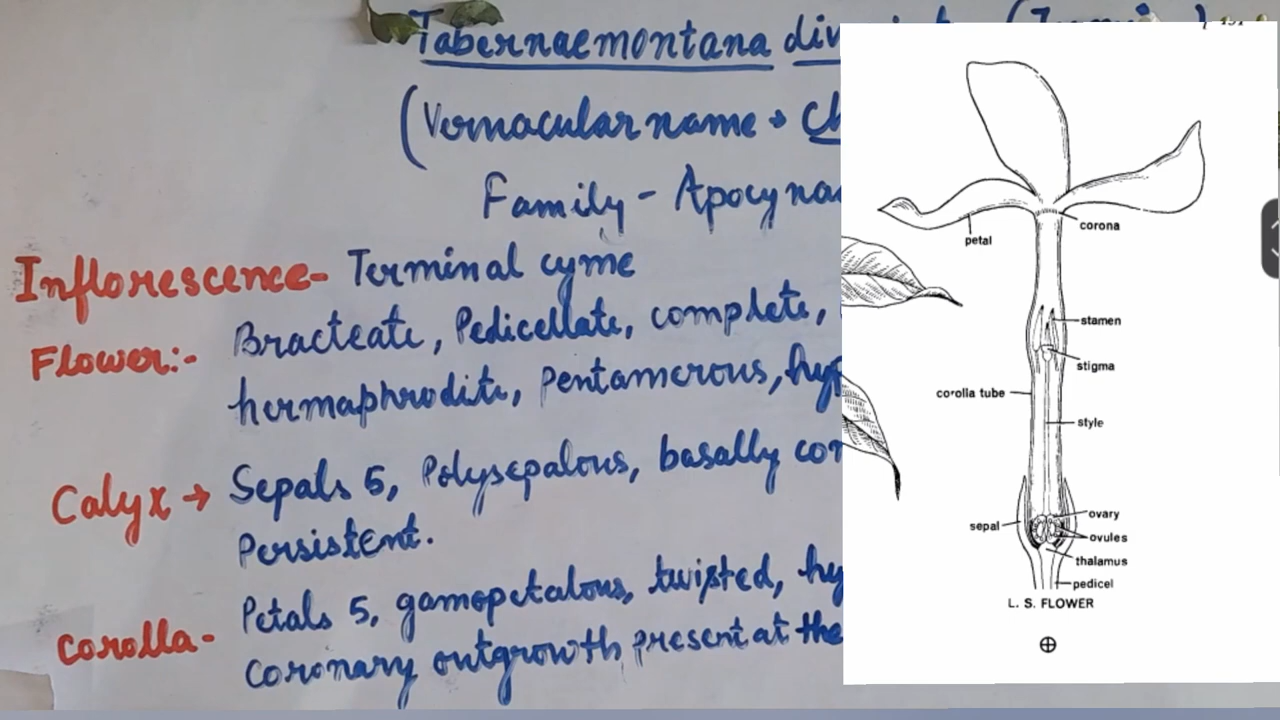 Tabernaemontana
(Vernacular name →
Family - 
Inflorescence- Terminal cyme
Flower:- Bracteate, Pedicellate, complete,
hermaphrodite, Pentamerous,
Calyx → Sepals 5, Polysepalous, basally
Persistent.
Corolla- Petals 5, gamopetalous, twisted,
Coronary outgrowth present at the
petal
corona
stamen
stigma
corolla tube
style
sepal
ovary
ovules
thalamus
pedicel
L. S. FLOWER